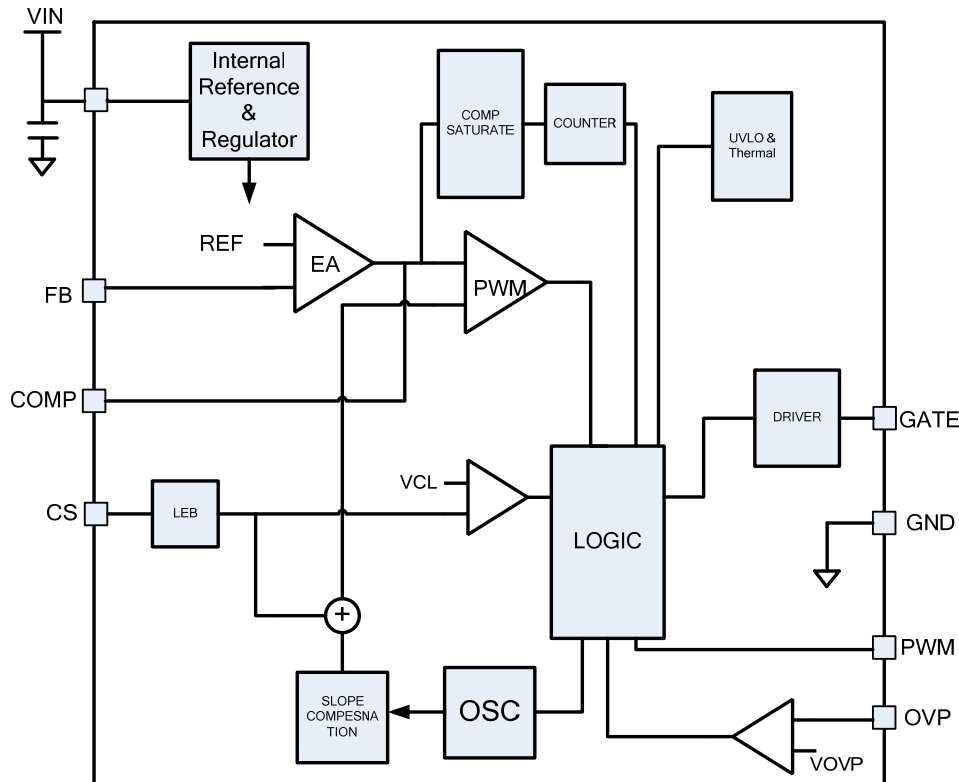 VIN
Internal
Reference
&
Regulator
COMP
SATURATE
COUNTER
UVLO &
Thermal
REF
EA
FB
PWM
COMP
DRIVER
GATE
VCL
CS
LEB
LOGIC
GND
+
PWM
SLOPE
COMPESNA
TION
OSC
OVP
VOVP